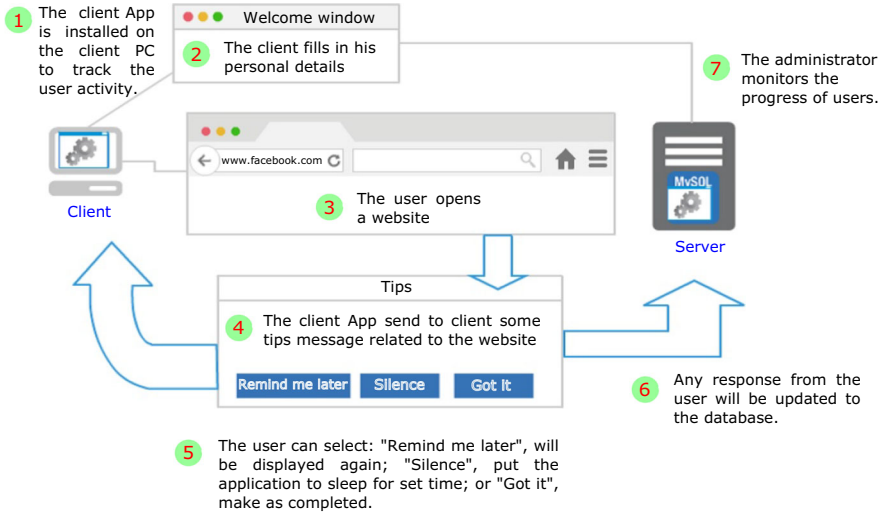 1
The client App
is installed on
the client PC
to track the
user activity.
Welcome window
2
The client fills in his
personal details
7
The administrator
monitors the
progress of users.
Client
www.facebook.com
3
The user opens
a website
MySQL
Server
Tips
4
The client App send to client some
tips message related to the website
Remind me later
Silence
Got it
6
Any response from the
user will be updated to
the database.
5
The user can select: "Remind me later", will
be displayed again; "Silence", put the
application to sleep for set time; or "Got it",
make as completed.